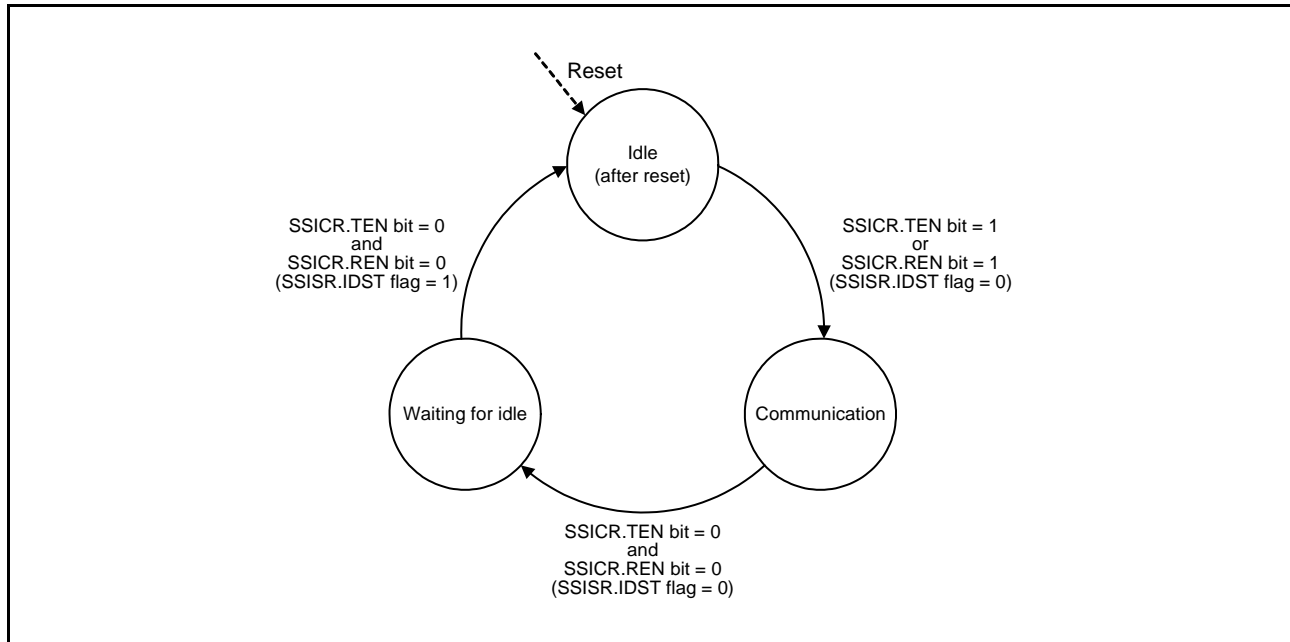 Reset
Idle
(after reset)
SSICR.TEN bit = 0
and
SSICR.REN bit = 0
(SSISR.IDST flag = 1)
SSICR.TEN bit = 1
or
SSICR.REN bit = 1
(SSISR.IDST flag = 0)
Waiting for idle
Communication
SSICR.TEN bit = 0
and
SSICR.REN bit = 0
(SSISR.IDST flag = 0)